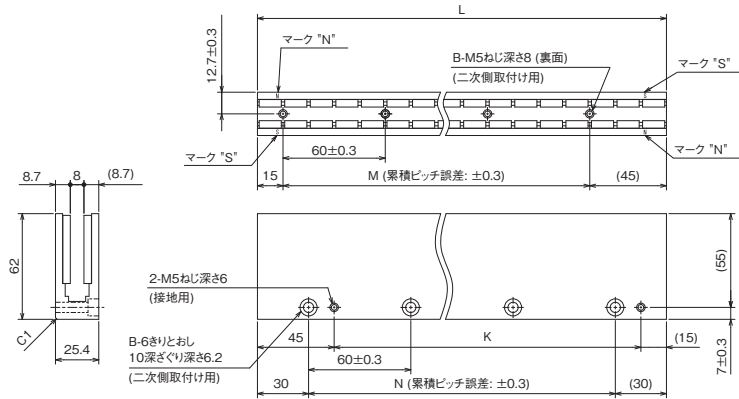 L
12.7±0.3
マーク "N"
B-M5ねじ深さ8 (裏面)
(二次側取付け用)
マーク "S"
N
S
S
N
マーク "S"
60±0.3
マーク "N"
8.7
8
(8.7)
15
M (累積ピッチ誤差: ±0.3)
(45)
62
2-M5ねじ深さ6
(接地用)
(55)
B-6きりとおし
10深ざぐり深さ6.2
(二次側取付け用)
C1
25.4
45
K
(15)
60±0.3
7±0.3
30
N (累積ピッチ誤差: ±0.3)
(30)